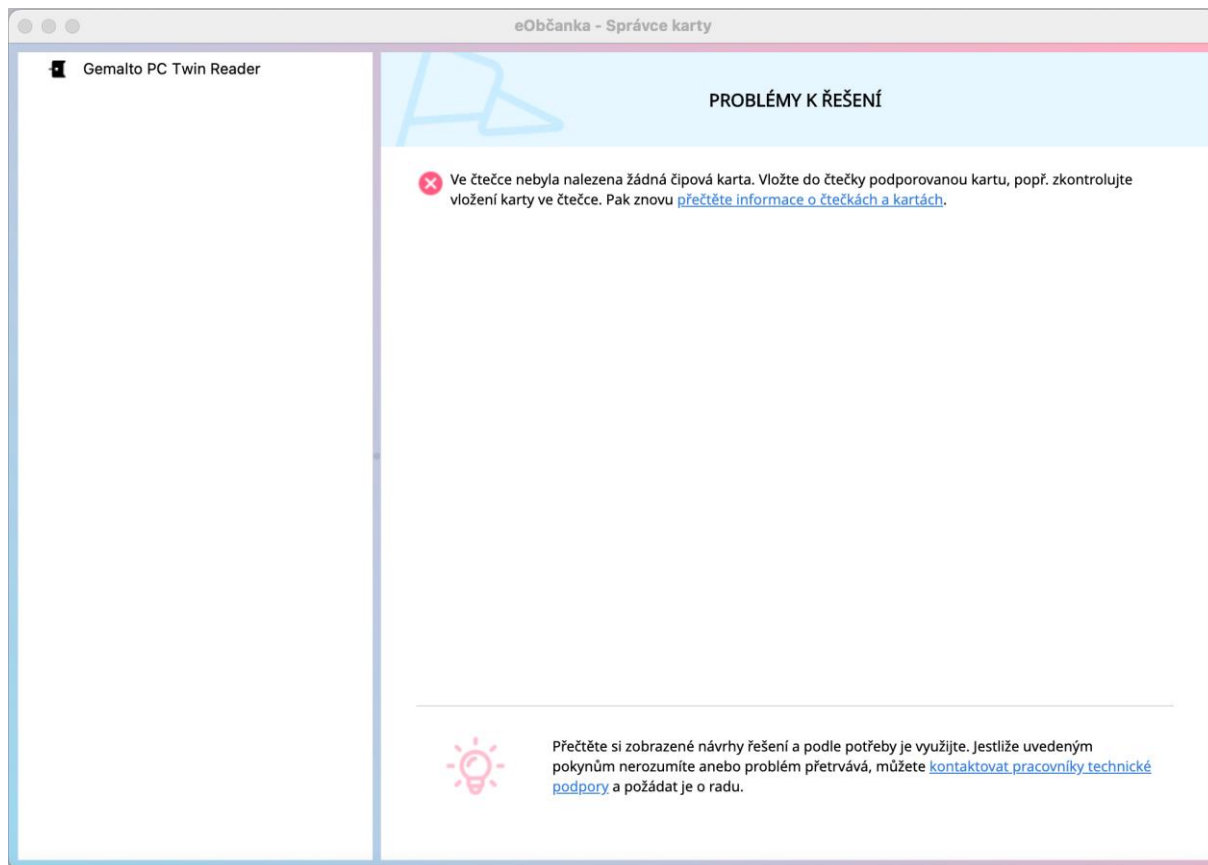 eObčanka - Správce karty
Gemalto PC Twin Reader
PROBLÉMY K ŘEŠENÍ
Ve čtečce nebyla nalezena žádná čipová karta. Vložte do čtečky podporovanou kartu, popř. zkontrolujte
vložení karty ve čtečce. Pak znovu přečtěte informace o čtečkách a kartách.
Přečtěte si zobrazené návrhy řešení a podle potřeby je využijte. Jestliže uvedeným
pokynům nerozumíte anebo problém přetrvává, můžete kontaktovat pracovníky technické
podpory a požádat je o radu.